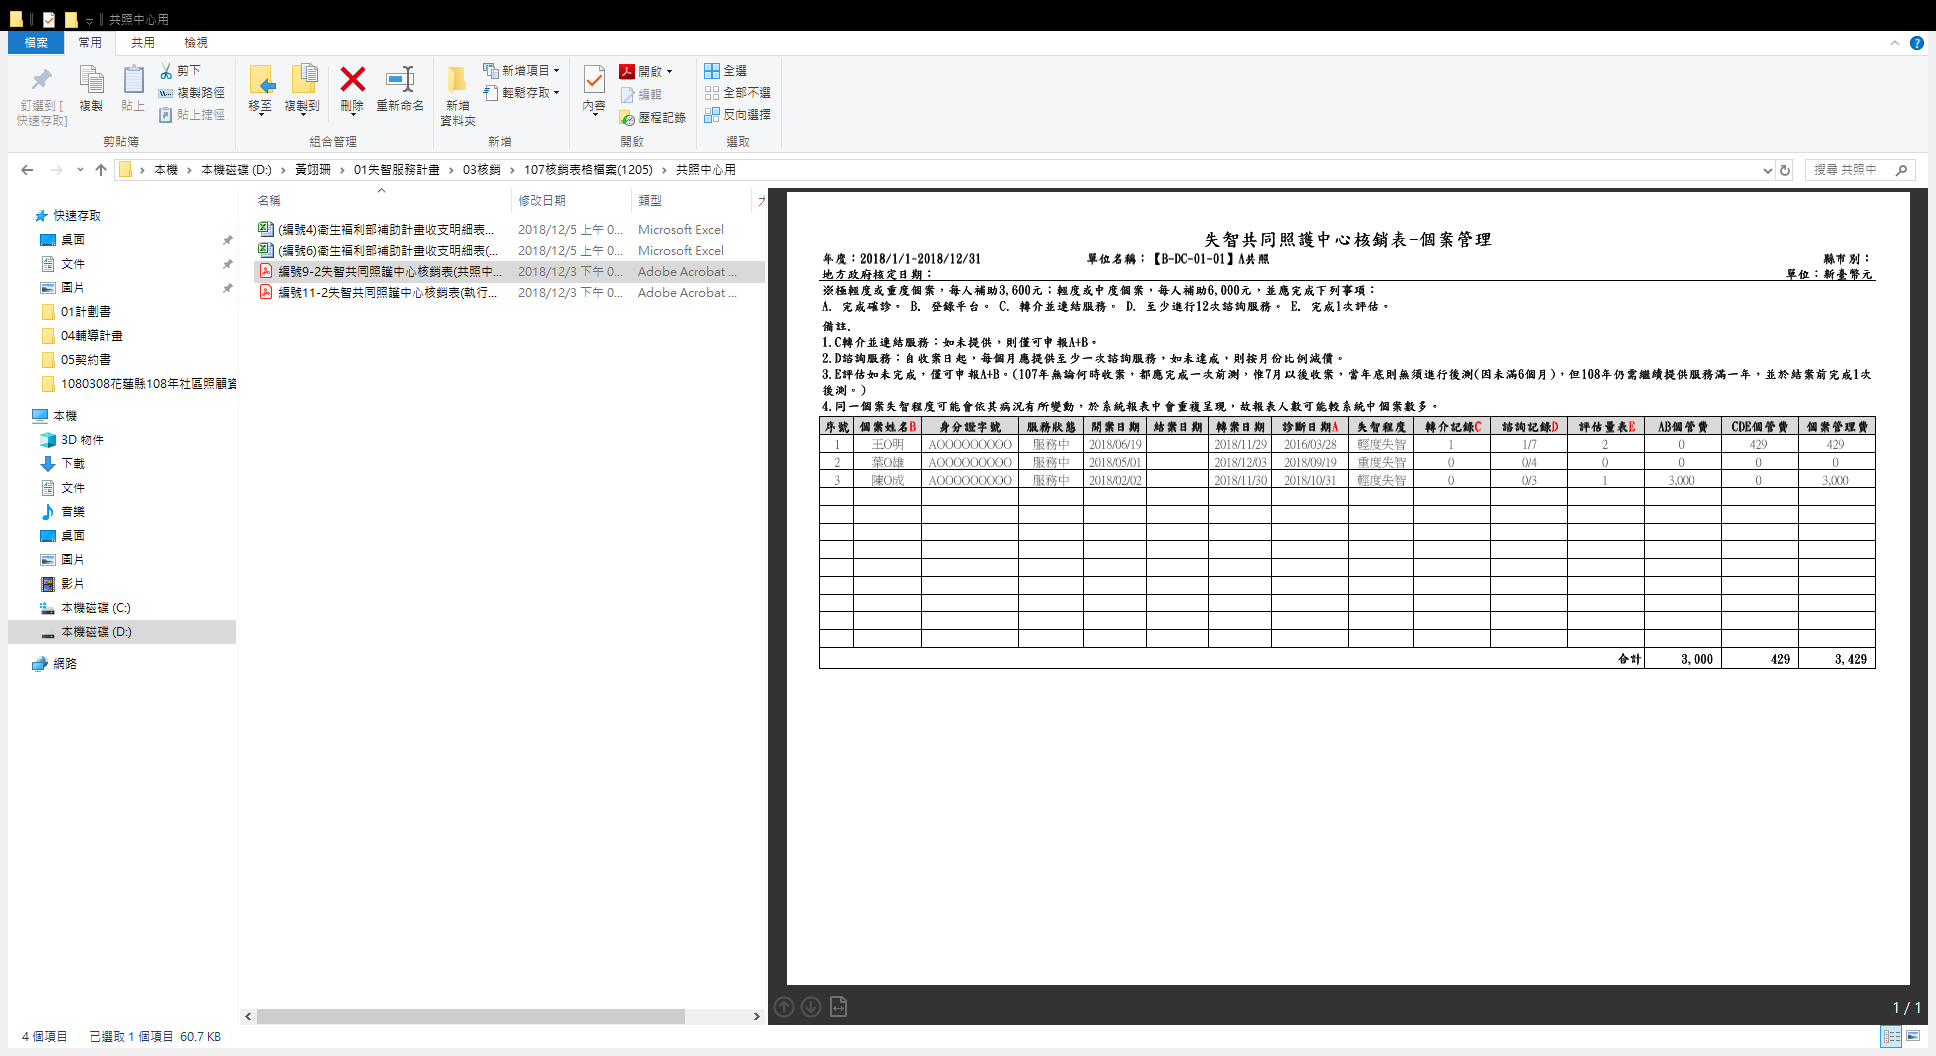 共照中心用
檔案 常用 共用 檢視
釘選到 [
快速存取]
複製
貼上
剪下
複製路徑
貼上捷徑
剪貼簿
移至
複製到
刪除
重新命名
組合管理
新增
資料夾
新增項目
輕鬆存取
新增
內容
開啟
編輯
歷程記錄
開啟
全選
全部不選
反向選擇
選取
本機 › 本機磁碟 (D:) › 黃翊珊 › 01失智服務計畫 › 03核銷 › 107核銷表格檔案(1205) › 共照中心用
搜尋 共照中
快速存取
桌面
文件
圖片
01計劃書
04輔導計畫
05契約書
1080308花蓮縣108年社區照顧資
本機
3D 物件
下載
文件
音樂
桌面
圖片
影片
本機磁碟 (C:)
本機磁碟 (D:)
網路
名稱 修改日期 類型
(編號4)衛生福利部補助計畫收支明細表... 2018/12/5 上午 0... Microsoft Excel
(編號6)衛生福利部補助計畫收支明細表(... 2018/12/5 上午 0... Microsoft Excel
編號9-2失智共同照護中心核銷表(共照中... 2018/12/3 下午 0... Adobe Acrobat ...
編號11-2失智共同照護中心核銷表(執行... 2018/12/3 下午 0... Adobe Acrobat ...
失智共同照護中心核銷表-個案管理
年度：2018/1/1~2018/12/31 單位名稱：【B-DC-01-01】A共照 縣市別：
地方政府核定日期： 單位：新臺幣元
※極輕度或重度個案，每人補助3,600元；輕度或中度個案，每人補助6,000元，並應完成下列事項：
A. 完成確診。 B. 登錄平台。 C. 轉介並連結服務。 D. 至少進行12次諮詢服務。 E. 完成1次評估。
備註.
1.C轉介並連結服務：如未提供，則僅可申報A+B。
2.D諮詢服務：自收案日起，每個月應提供至少一次諮詢服務，如未達成，則按月份比例減價。
3.E評估如未完成，僅可申報A+B。(107年無論何時收案，都應完成一次前測，惟7月以後收案，當年底則無須進行後測(因未滿6個月)，但108年仍需繼續提供服務滿一年，並於結案前完成1次
後測。)
4.同一個案失智程度可能會依其病況有所變動，於系統報表中會重複呈現，故報表人數可能較系統中個案數多。
序號 個案姓名B 身分證字號 服務狀態 開案日期 結案日期 轉案日期 診斷日期A 失智程度 轉介記錄C 諮詢記錄D 評估量表E AB個管費 CDE個管費 個案管理費
1 王O明 AOOOOOOOOO 服務中 2018/06/19 2018/11/29 2016/03/28 輕度失智 1 1/7 2 0 429 429
2 葉O雄 AOOOOOOOOO 服務中 2018/05/01 2018/12/03 2018/09/19 重度失智 0 0/4 0 0 0 0
3 陳O成 AOOOOOOOOO 服務中 2018/02/02 2018/11/30 2018/10/31 輕度失智 0 0/3 1 3,000 0 3,000
合計 3,000 429 3,429
1 / 1
4 個項目 已選取 1 個項目 60.7 KB